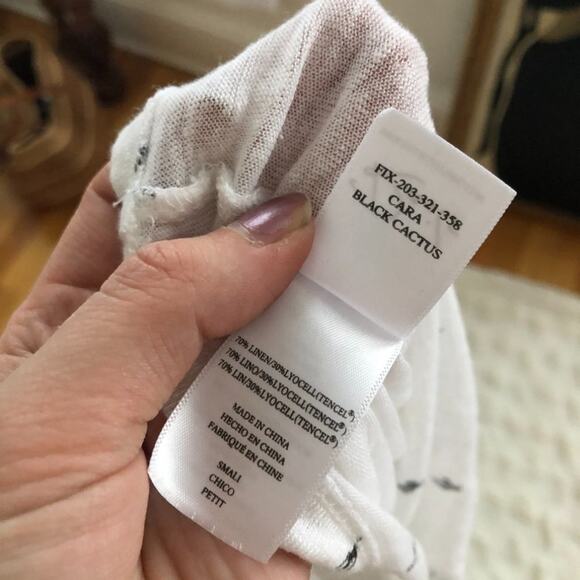 FIX-203-321-358
CARA
BLACK CACTUS
70% LINEN/30%LYOCELL(TENCEL®)
70% LINO/30%LYOCELL(TENCEL®)
70% LIN/30%LYOCELL(TENCEL®)
MADE IN CHINA
HECHO EN CHINA
FABRIQUÉ EN CHINE
SMALL
CHICO
PETIT